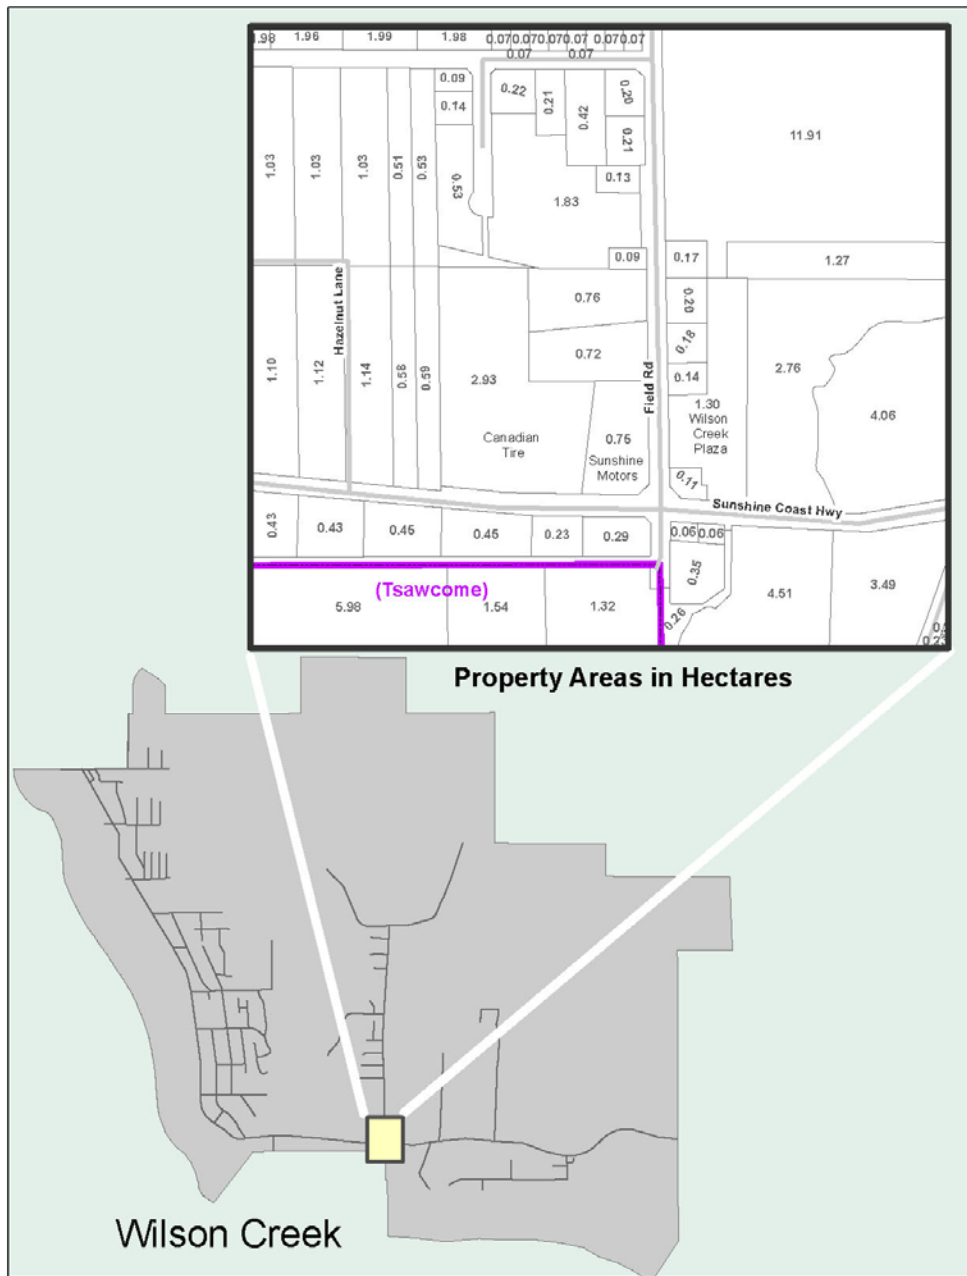 1.98 1.96 1.99 1.98 0.07 0.07 0.07 0.07 0.07 0.07
0.07 0.07
0.09 0.22 0.21 0.42 0.20
0.14
11.91
0.21
1.03 1.03 1.03 0.51 0.53 0.53 0.13
1.83
0.09 0.17 1.27
Hazelnut Lane
0.76 0.20
0.18
0.72
1.10 1.12 1.14 0.58 0.59 2.93 Field Rd 0.14 2.76
1.30
Wilson
Creek
Plaza
4.06
Canadian
Tire
0.75
Sunshine
Motors
0.11
Sunshine Coast Hwy
0.43 0.43 0.45 0.45 0.23 0.29 0.06 0.06
0.35
(Tsawcome)
5.98 1.54 1.32 0.26 4.51 3.49
Property Areas in Hectares
Wilson Creek